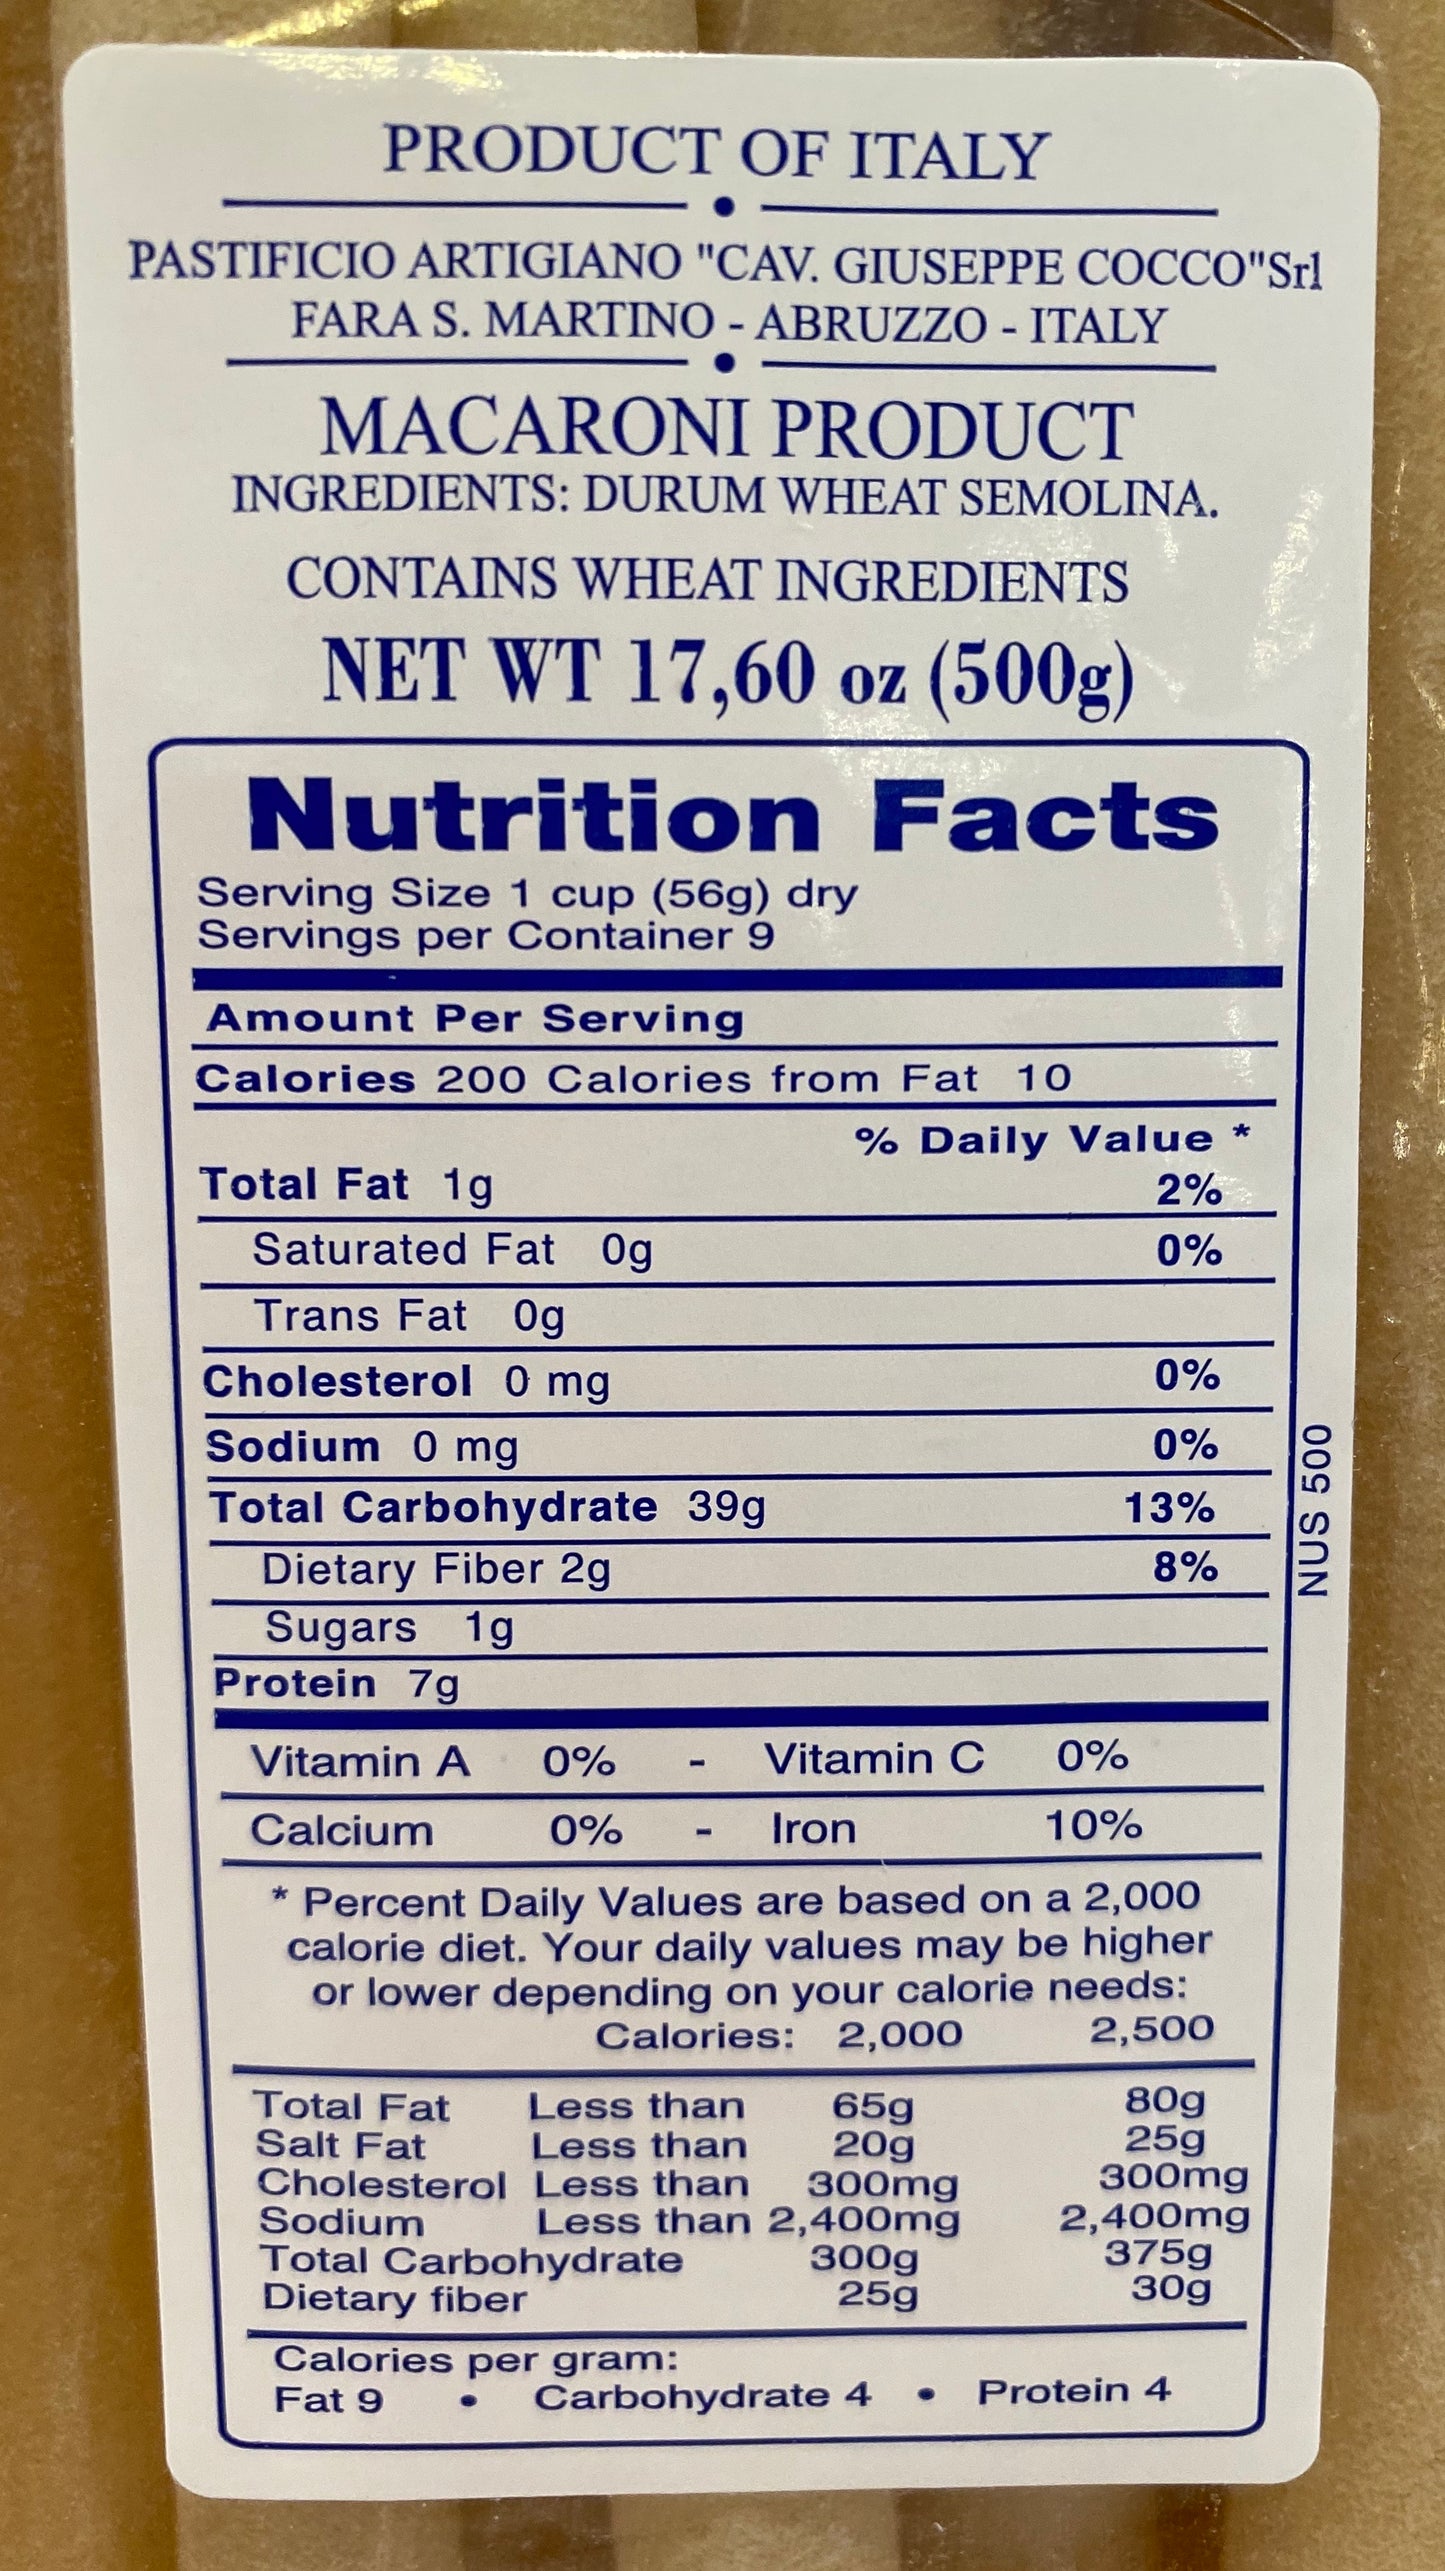 PRODUCT OF ITALY
PASTIFICIO ARTIGIANO "CAV. GIUSEPPE COCCO"Srl
FARA S. MARTINO - ABRUZZO - ITALY
MACARONI PRODUCT
INGREDIENTS: DURUM WHEAT SEMOLINA.
CONTAINS WHEAT INGREDIENTS
NET WT 17,60 oz (500g)
Nutrition Facts
Serving Size 1 cup (56g) dry
Servings per Container 9
Amount Per Serving
Calories 200 Calories from Fat 10
% Daily Value *
Total Fat 1g 2%
Saturated Fat 0g 0%
Trans Fat 0g
Cholesterol 0 mg 0%
Sodium 0 mg 0%
Total Carbohydrate 39g 13%
Dietary Fiber 2g 8%
Sugars 1g
Protein 7g
Vitamin A 0% - Vitamin C 0%
Calcium 0% - Iron 10%
* Percent Daily Values are based on a 2,000
calorie diet. Your daily values may be higher
or lower depending on your calorie needs:
Calories: 2,000 2,500
Total Fat Less than 65g 80g
Salt Fat Less than 20g 25g
Cholesterol Less than 300mg 300mg
Sodium Less than 2,400mg 2,400mg
Total Carbohydrate 300g 375g
Dietary fiber 25g 30g
Calories per gram:
Fat 9 • Carbohydrate 4 • Protein 4
NUS 500